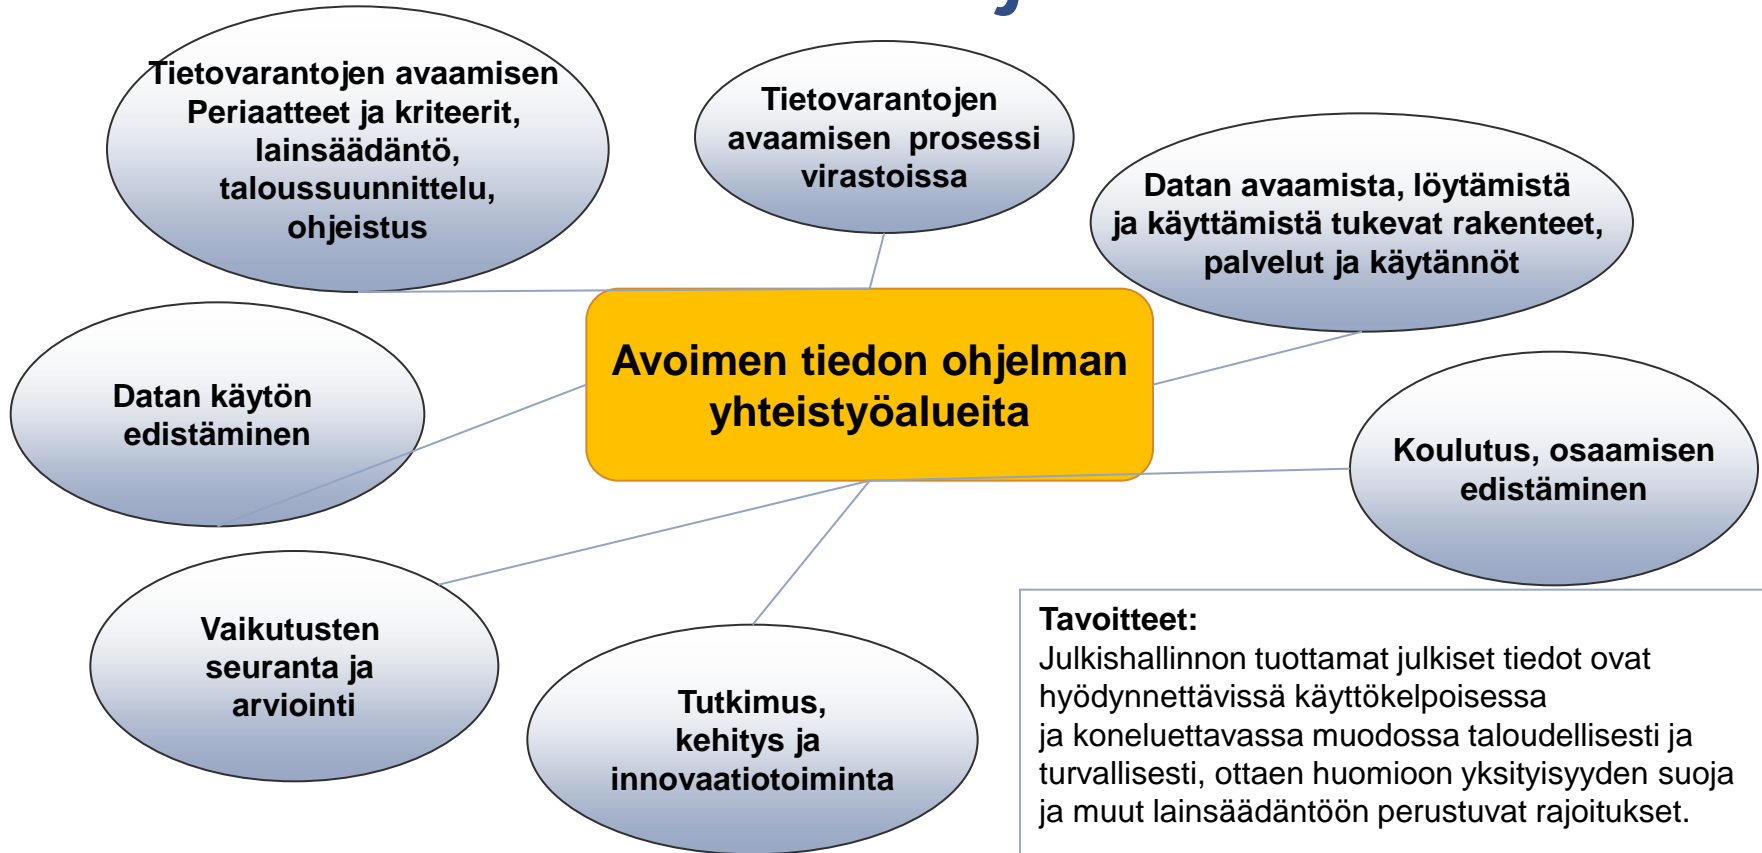 Tietovarantojen avaamisen
Periaatteet ja kriteerit,
lainsäädäntö,
taloussuunnittelu,
ohjeistus
Tietovarantojen
avaamisen prosessi
virastoissa
Datan avaamista, löytämistä
ja käyttämistä tukevat rakenteet,
palvelut ja käytännöt
Avoimen tiedon ohjelman
yhteistyöalueita
Datan käytön
edistäminen
Koulutus, osaamisen
edistäminen
Vaikutusten
seuranta ja
arviointi
Tutkimus,
kehitys ja
innovaatiotoiminta
Tavoitteet:
Julkishallinnon tuottamat julkiset tiedot ovat
hyödynnettävissä käyttökelpoisessa
ja koneluettavassa muodossa taloudellisesti ja
turvallisesti, ottaen huomioon yksityisyyden suoja
ja muut lainsäädäntöön perustuvat rajoitukset.